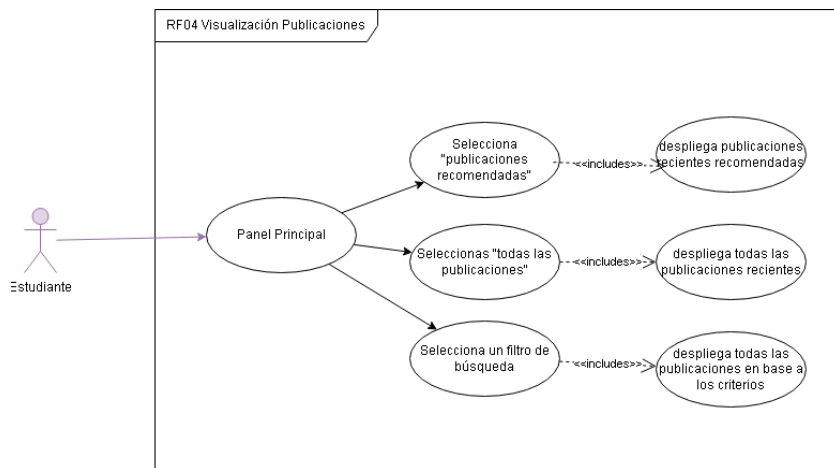 RF04 Visualización Publicaciones
Selecciona
"publicaciones
recomendadas"
<<includes>>
despliega publicaciones
recientes recomendadas
Estudiante
Panel Principal
Seleccionas "todas las
publicaciones"
<<includes>>
despliega todas las
publicaciones recientes
Selecciona un filtro de
búsqueda
<<includes>>
despliega todas las
publicaciones en base a
los criterios